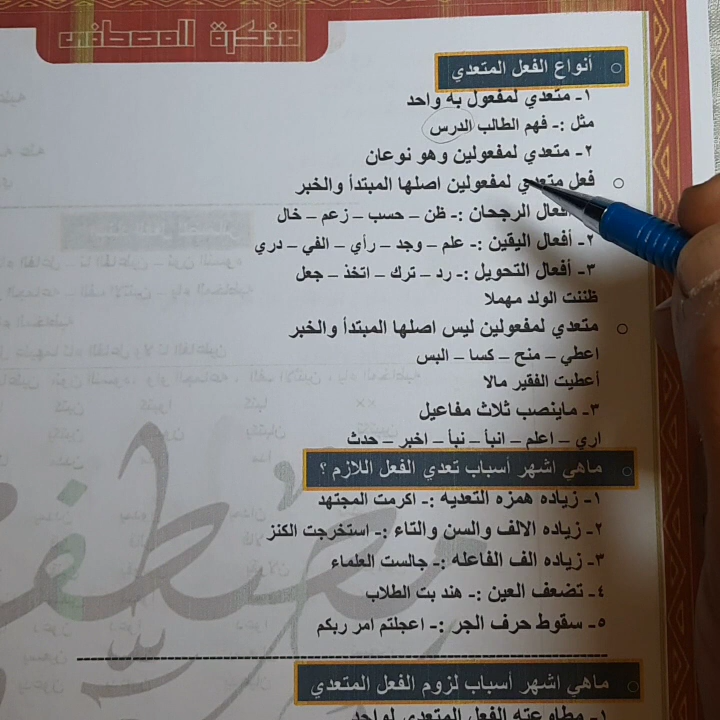 مذكرة المصطفى
أنواع الفعل المتعدي
١- متعدي لمفعول به واحد
مثل :- فهم الطالب الدرس
٢- متعدي لمفعولين وهو نوعان
فعل متعدي لمفعولين اصلها المبتدأ والخبر
أفعال الرجحان :- ظن – حسب – زعم – خال
٢- أفعال اليقين :- علم – وجد – رأي – الفي – دري
٣- أفعال التحويل :- رد – ترك – اتخذ – جعل
ظننت الولد مهملا
متعدي لمفعولين ليس اصلها المبتدأ والخبر
اعطي – منح – كسا – البس
أعطيت الفقير مالا
٣- ماينصب ثلاث مفاعيل
اري – اعلم – انبأ – نبأ – اخبر – حدث
ماهي اشهر أسباب تعدي الفعل اللازم ؟
١- زياده همزه التعديه :- اكرمت المجتهد
٢- زياده الالف والسن والتاء :- استخرجت الكنز
٣- زياده الف الفاعله :- جالست العلماء
٤- تضعف العين :- هند بت الطلاب
٥- سقوط حرف الجر :- اعجلتم امر ربكم
ماهي اشهر أسباب لزوم الفعل المتعدي
١- مطاوعته الفعل المتعدي لواحد